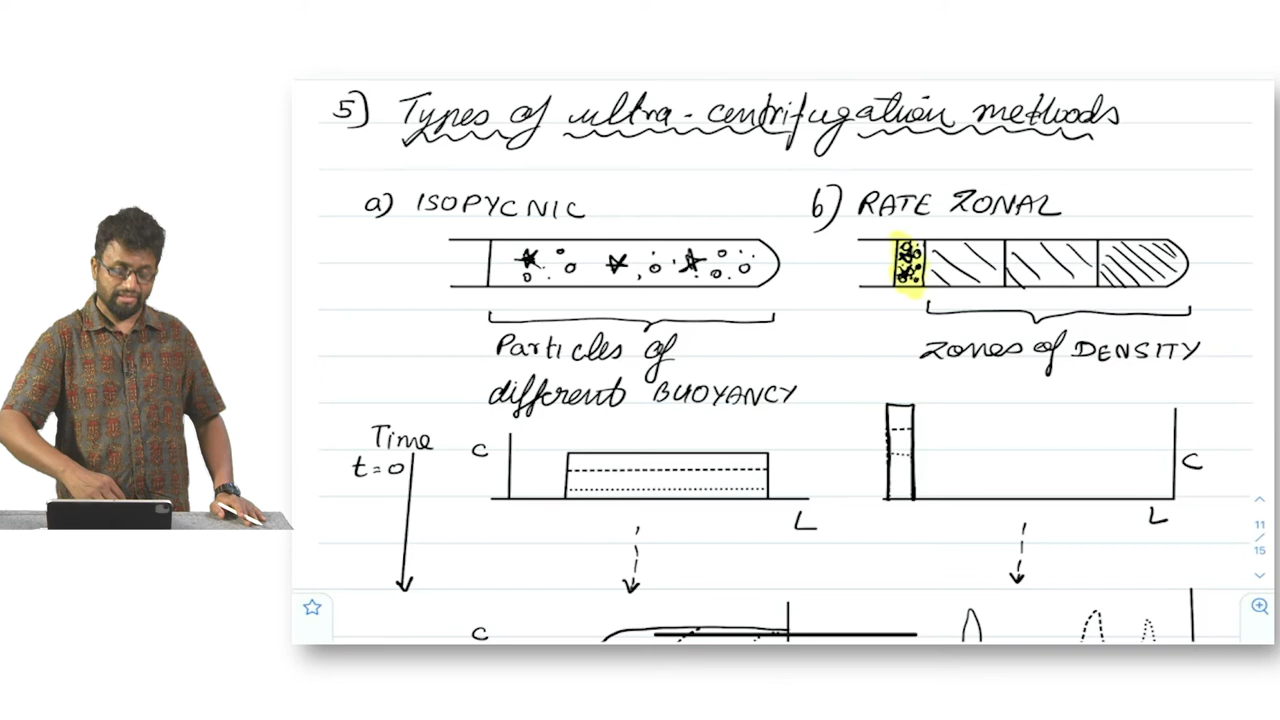 5) Types of ultra-centrifugation methods
a) ISOPYCNIC
b) RATE ZONAL
Particles of
different BUOYANCY
Zones of DENSITY
Time
t=0
C
L
C
L
C
11
/
15